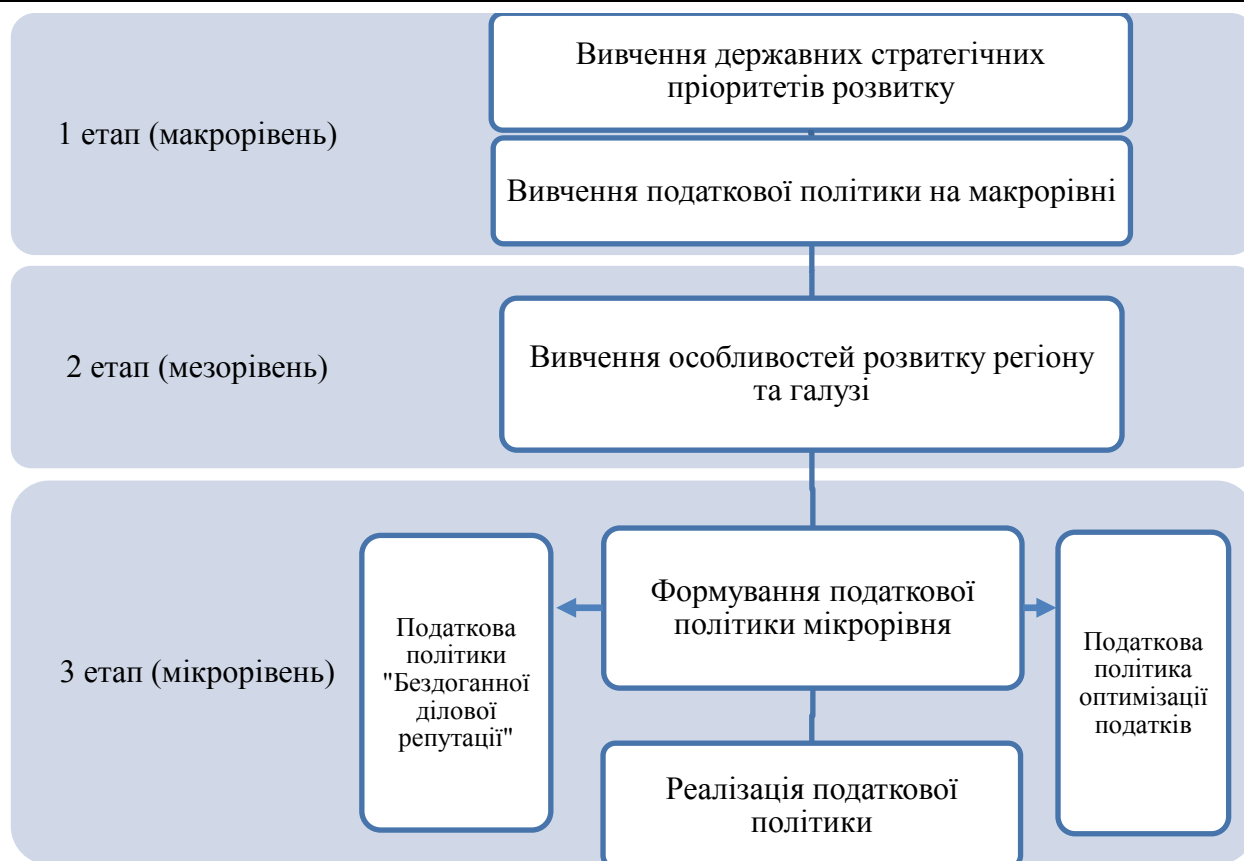 1 етап (макрорівень)
Вивчення державних стратегічних
пріоритетів розвитку
Вивчення податкової політики на макрорівні
2 етап (мезорівень)
Вивчення особливостей розвитку регіону
та галузі
3 етап (мікрорівень)
Податкова
політики
"Бездоганної
ділової
репутації"
Формування податкової
політики мікрорівня
Податкова
політика
оптимізації
податків
Реалізація податкової
політики